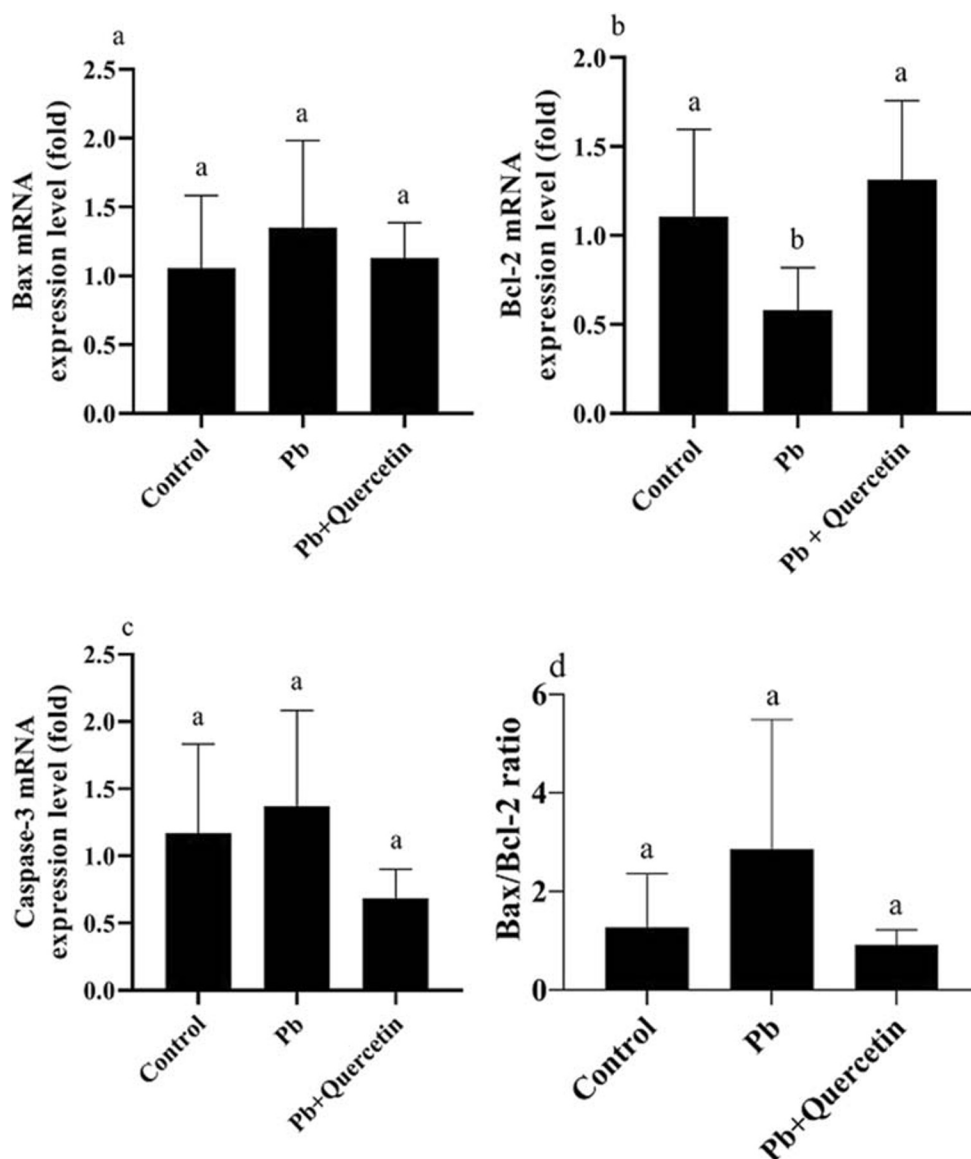 a
Bax mRNA
expression level (fold)
2.5
2.0
1.5
1.0
0.5
0.0
a
a
a
Control
Pb
Pb+Quercetin
b
Bcl-2 mRNA
expression level (fold)
2.0
1.5
1.0
0.5
0.0
a
b
a
Control
Pb
Pb + Quercetin
c
Caspase-3 mRNA
expression level (fold)
2.5
2.0
1.5
1.0
0.5
0.0
a
a
a
Control
Pb
Pb+Quercetin
d
Bax/Bcl-2 ratio
6
4
2
0
a
a
a
Control
Pb
Pb+Quercetin